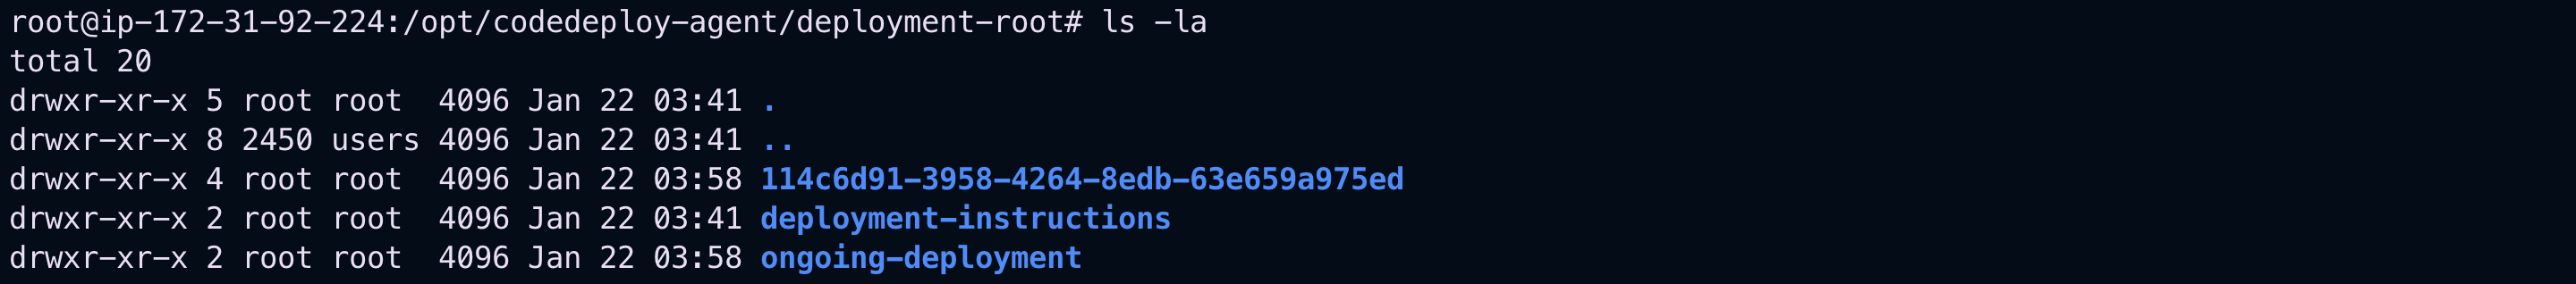 root@ip-172-31-92-224:/opt/codedeploy-agent/deployment-root# ls -la
total 20
drwxr-xr-x 5 root root  4096 Jan 22 03:41 .
drwxr-xr-x 8 2450 users 4096 Jan 22 03:41 ..
drwxr-xr-x 4 root root  4096 Jan 22 03:58 114c6d91-3958-4264-8edb-63e659a975ed
drwxr-xr-x 2 root root  4096 Jan 22 03:41 deployment-instructions
drwxr-xr-x 2 root root  4096 Jan 22 03:58 ongoing-deployment